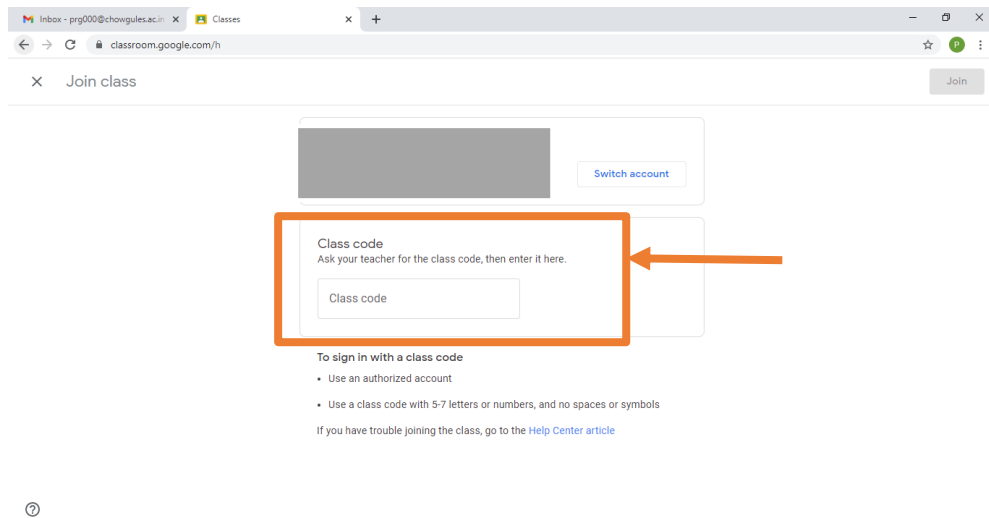 Inbox - prg000@chowgules.ac.in
Classes
classroom.google.com/h
P
Join class
Join
Switch account
Class code
Ask your teacher for the class code, then enter it here.
Class code
To sign in with a class code
• Use an authorized account
• Use a class code with 5-7 letters or numbers, and no spaces or symbols
If you have trouble joining the class, go to the Help Center article